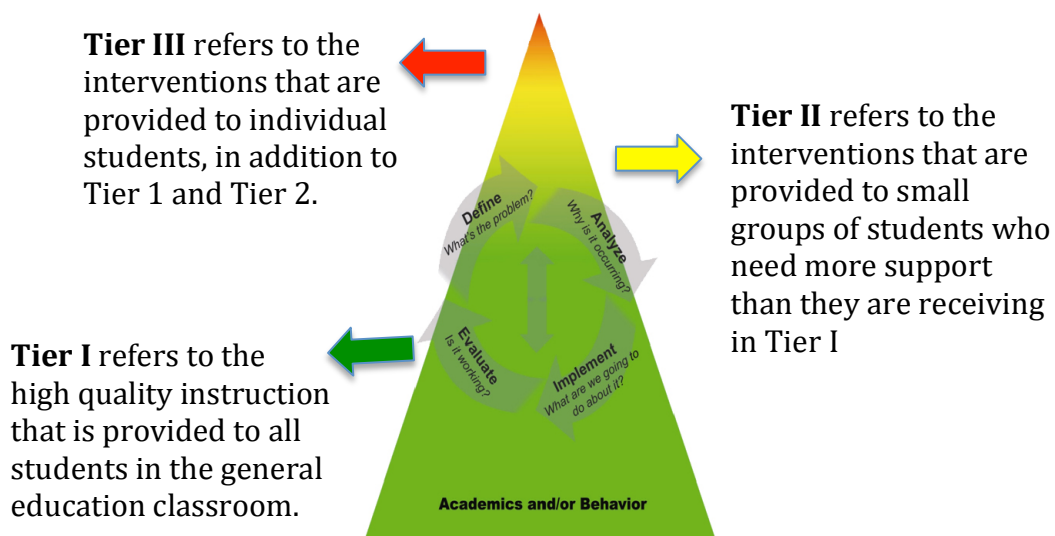 Tier III refers to the
interventions that are
provided to individual
students, in addition to
Tier 1 and Tier 2.
Tier II refers to the
interventions that are
provided to small
groups of students who
need more support
than they are receiving
in Tier I
Define
What's the problem?
Analyze
Why is it occurring?
Implement
What are we going to
do about it?
Evaluate
Is it working?
Tier I refers to the
high quality instruction
that is provided to all
students in the general
education classroom.
Academics and/or Behavior